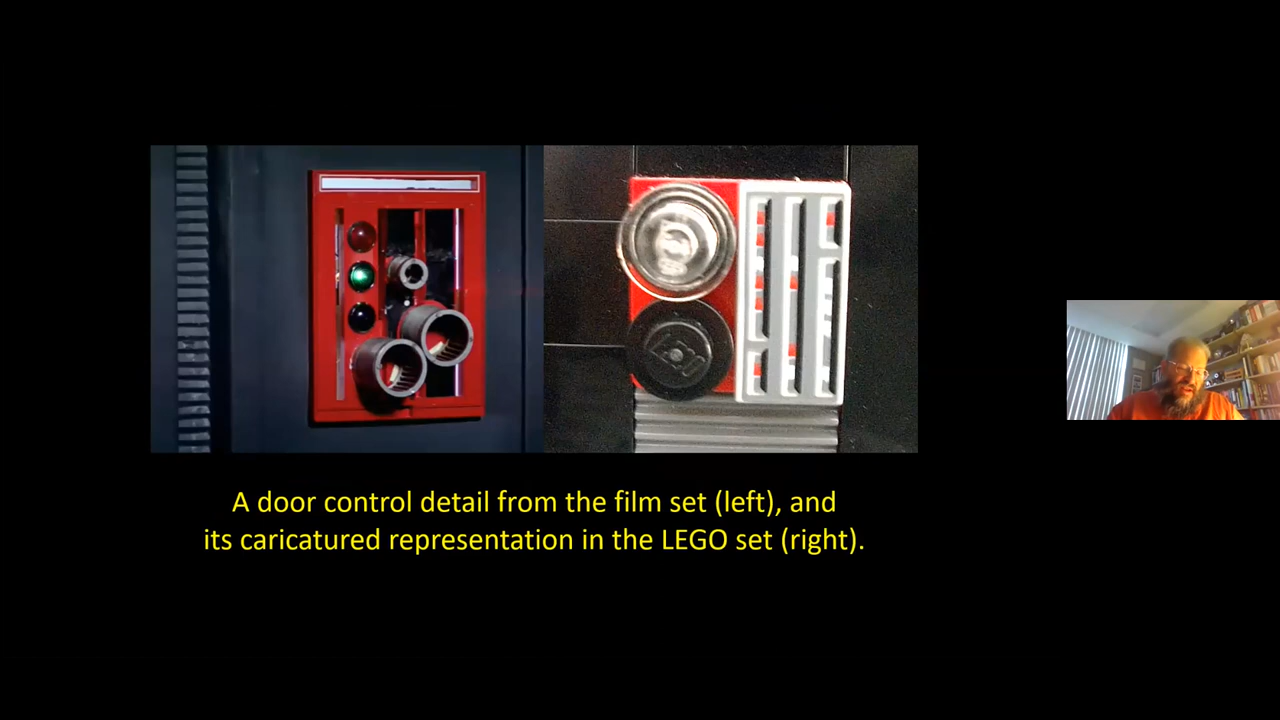 A door control detail from the film set (left), and
its caricatured representation in the LEGO set (right).